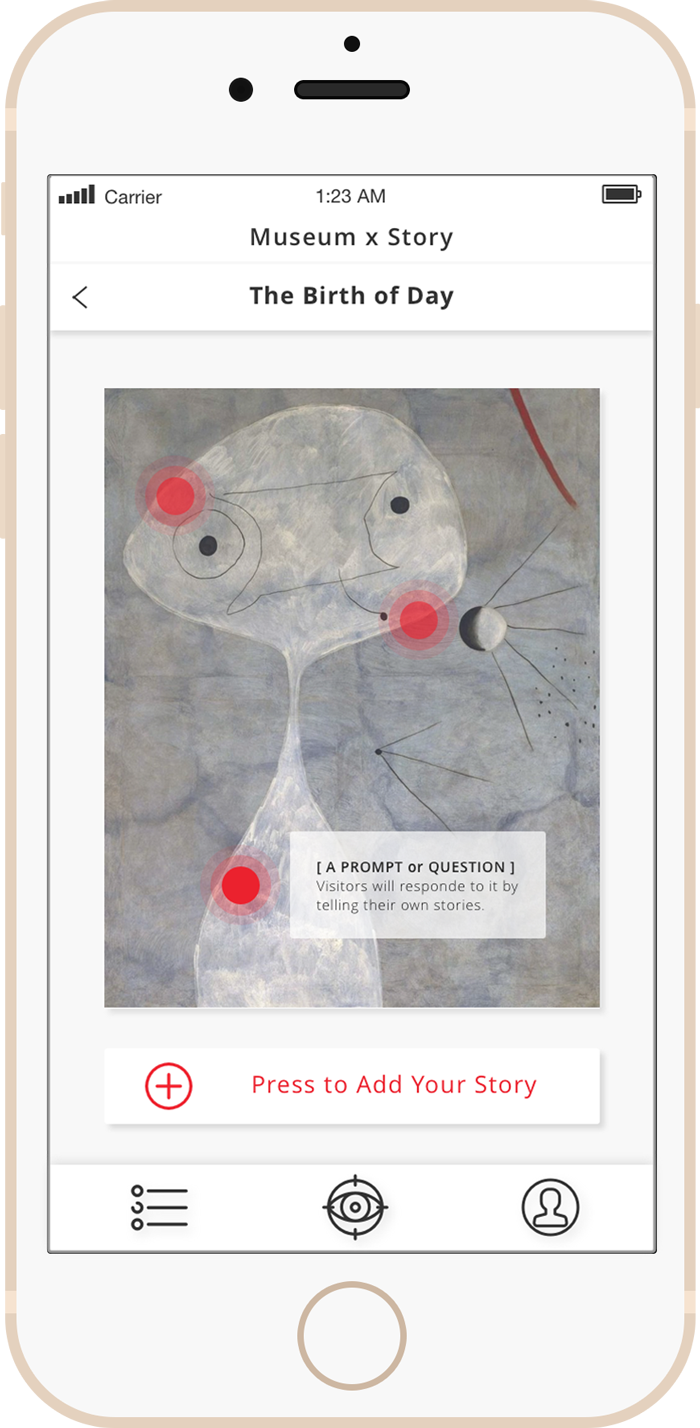 Carrier 1:23 AM
Museum x Story
The Birth of Day
[ A PROMPT or QUESTION ]
Visitors will responde to it by
telling their own stories.
Press to Add Your Story